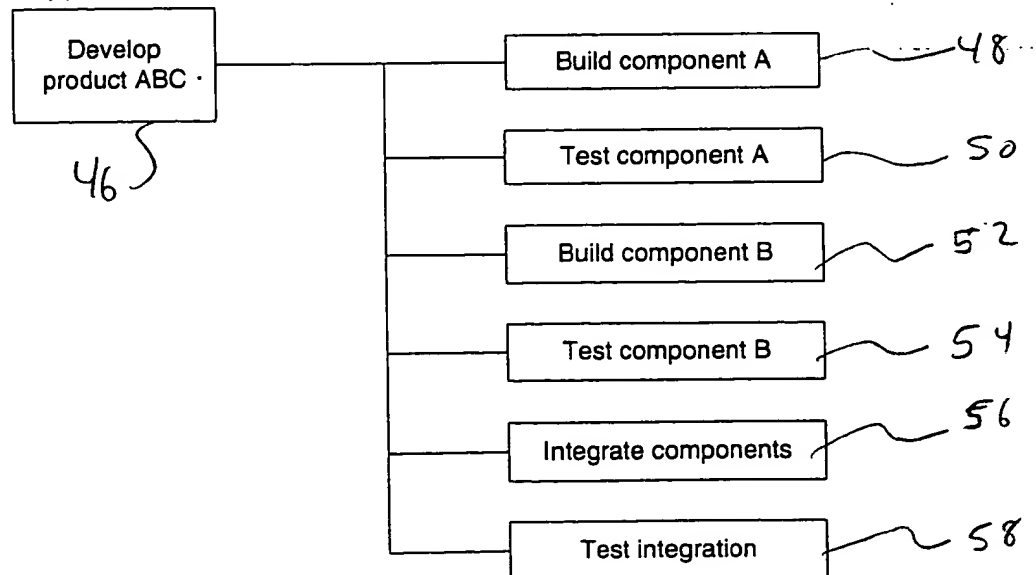 Develop
product ABC
46
Build component A
48
Test component A
50
Build component B
52
Test component B
54
Integrate components
56
Test integration
58